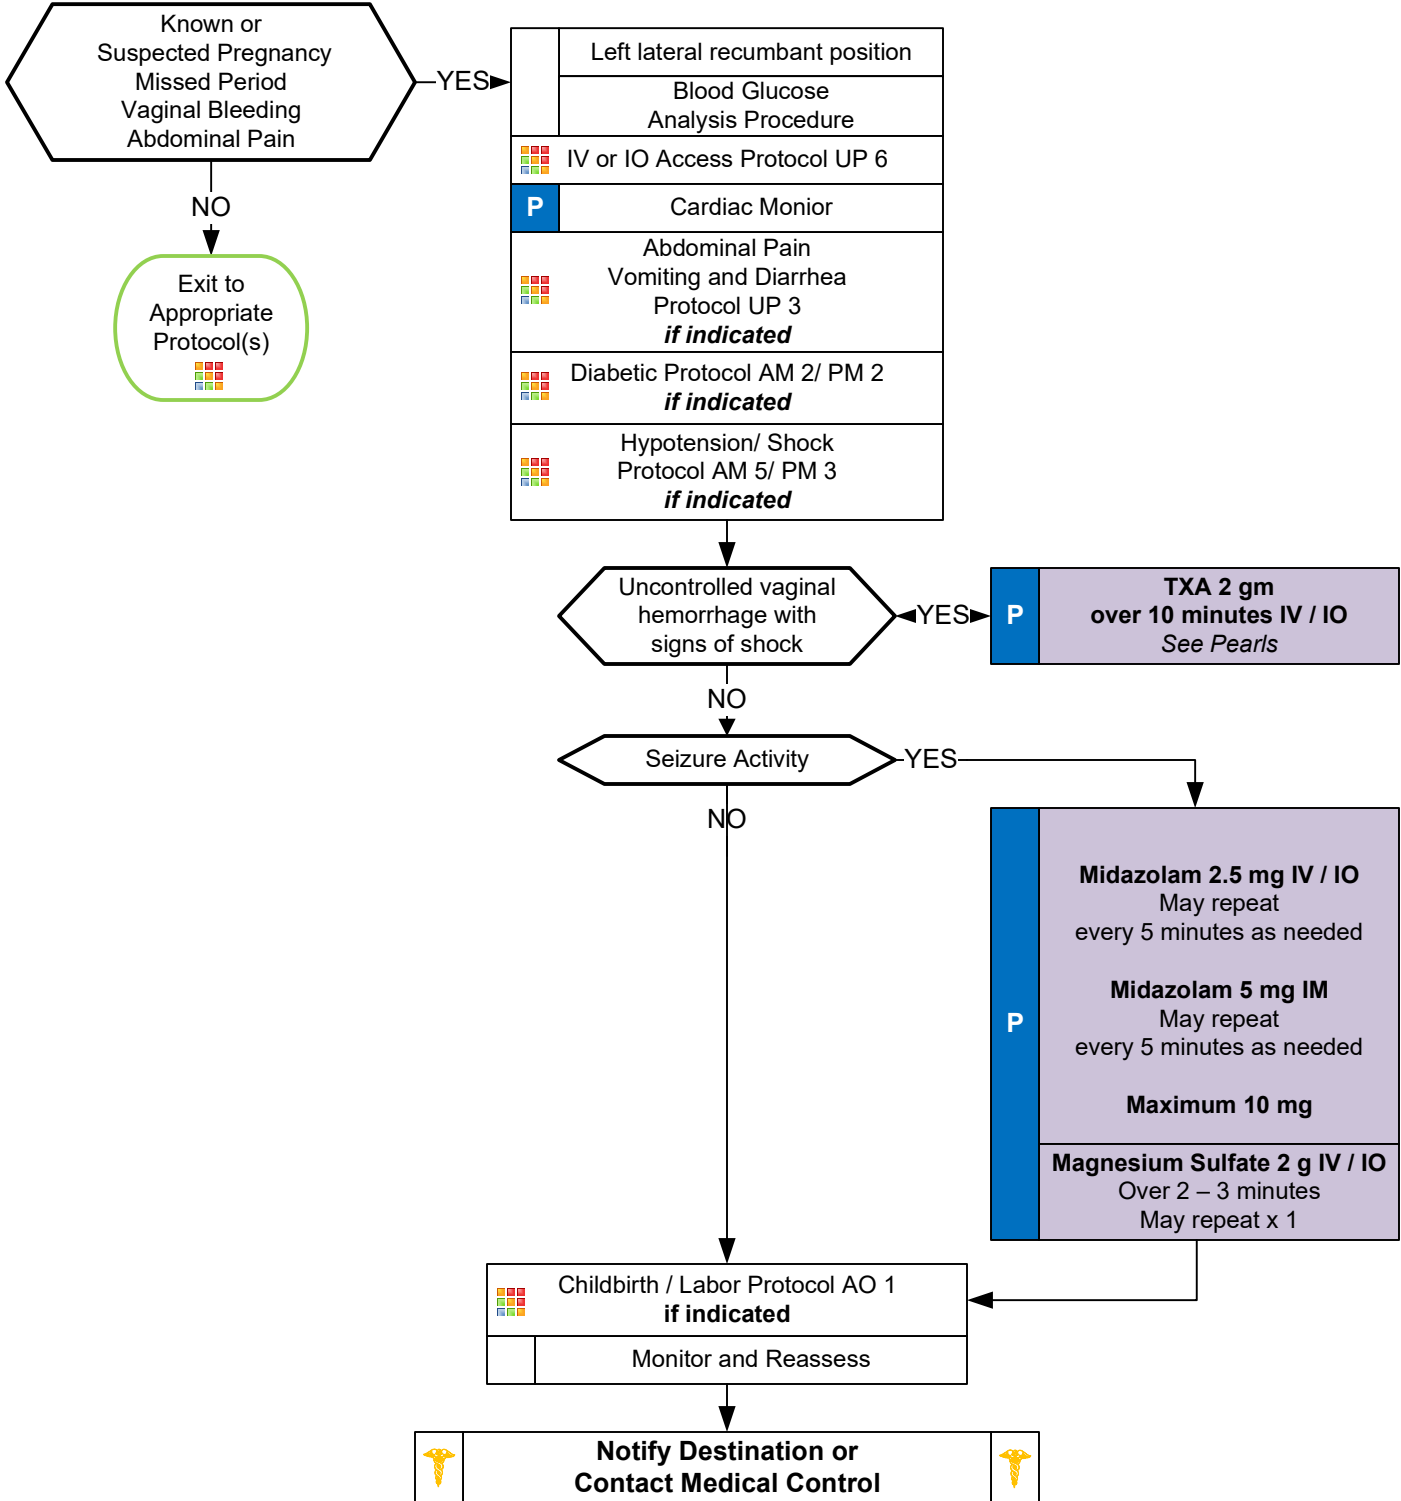 Known or
Suspected Pregnancy
Missed Period
Vaginal Bleeding
Abdominal Pain
YES
NO
Exit to
Appropriate
Protocol(s)
Left lateral recumbant position
Blood Glucose
Analysis Procedure
IV or IO Access Protocol UP 6
P
Cardiac Monior
Abdominal Pain
Vomiting and Diarrhea
Protocol UP 3
if indicated
Diabetic Protocol AM 2/ PM 2
if indicated
Hypotension/ Shock
Protocol AM 5/ PM 3
if indicated
Uncontrolled vaginal
hemorrhage with
signs of shock
YES
P
TXA 2 gm
over 10 minutes IV / IO
See Pearls
NO
Seizure Activity
YES
NO
P
Midazolam 2.5 mg IV / IO
May repeat
every 5 minutes as needed
Midazolam 5 mg IM
May repeat
every 5 minutes as needed
Maximum 10 mg
Magnesium Sulfate 2 g IV / IO
Over 2 – 3 minutes
May repeat x 1
Childbirth / Labor Protocol AO 1
if indicated
Monitor and Reassess
Notify Destination or
Contact Medical Control